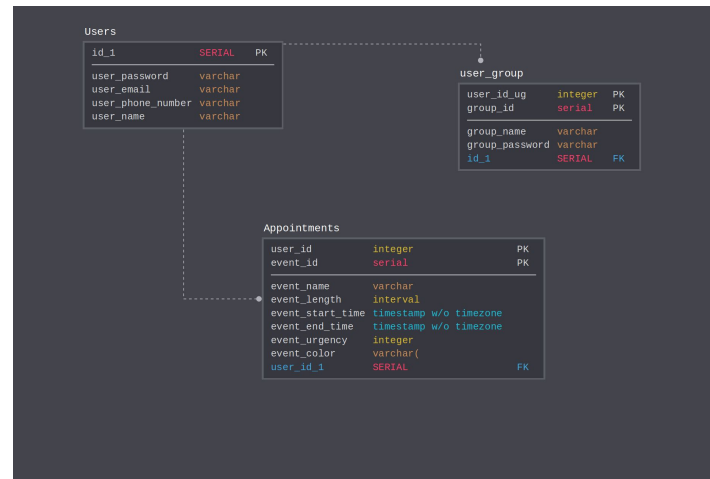 Users
id_1 SERIAL PK
user_password varchar
user_email varchar
user_phone_number varchar
user_name varchar
user_group
user_id_ug integer PK
group_id serial PK
group_name varchar
group_password varchar
id_1 SERIAL FK
Appointments
user_id integer PK
event_id serial PK
event_name varchar
event_length interval
event_start_time timestamp w/o timezone
event_end_time timestamp w/o timezone
event_urgency integer
event_color varchar(
user_id_1 SERIAL FK